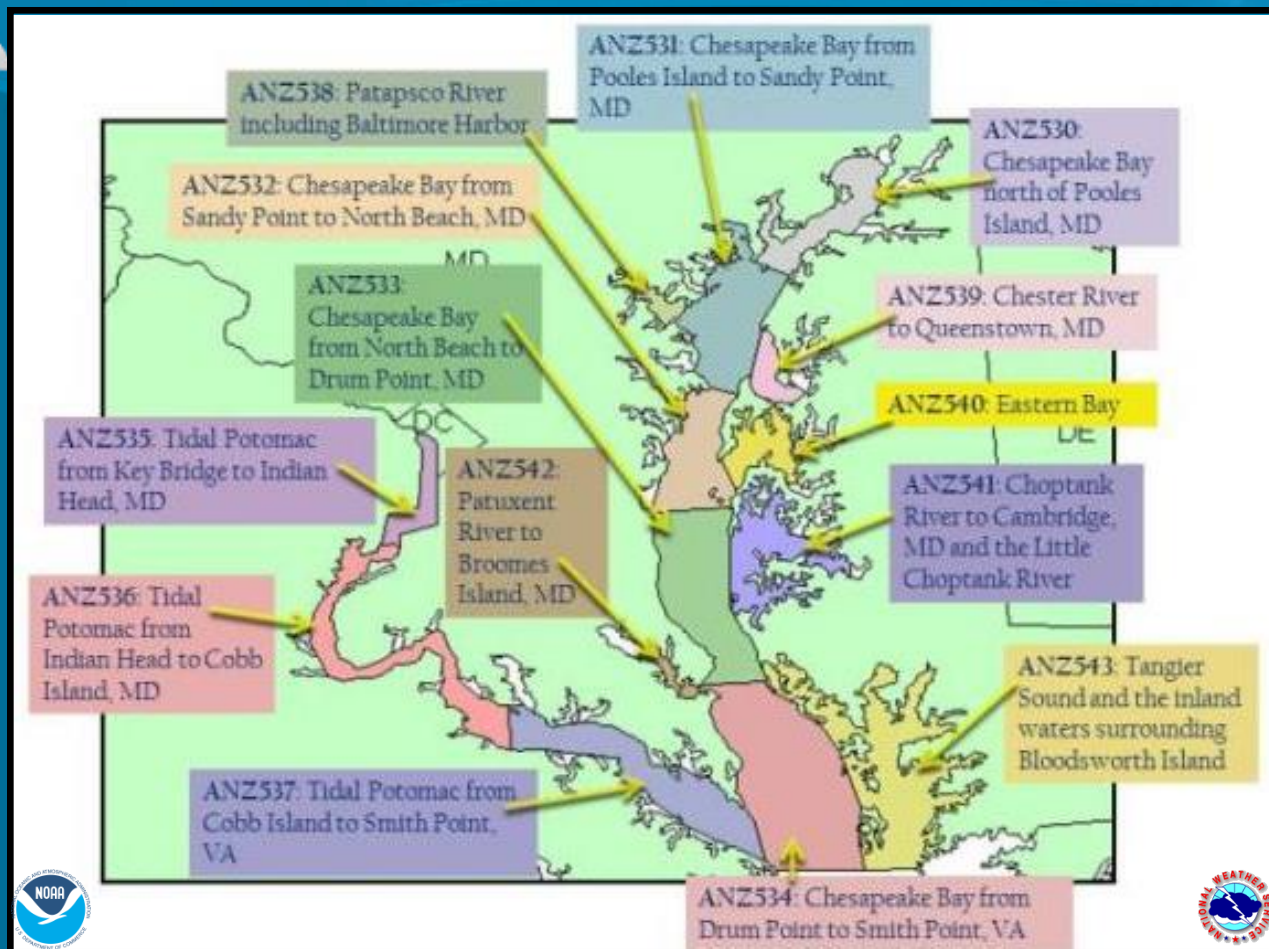 ANZ531: Chesapeake Bay from
Pooles Island to Sandy Point,
MD
ANZ538: Patapsco River
including Baltimore Harbor
ANZ530:
Chesapeake Bay
north of Pooles
Island, MD
ANZ532: Chesapeake Bay from
Sandy Point to North Beach, MD
MD
ANZ533:
Chesapeake Bay
from North Beach to
Drum Point, MD
ANZ539: Chester River
to Queenstown, MD
ANZ540: Eastern Bay
DE
DC
ANZ535: Tidal Potomac
from Key Bridge to Indian
Head, MD
ANZ542:
Patuxent
River to
Broomes
Island, MD
ANZ541: Choptank
River to Cambridge,
MD and the Little
Choptank River
ANZ536: Tidal
Potomac from
Indian Head to Cobb
Island, MD
ANZ543: Tangier
Sound and the inland
waters surrounding
Bloodsworth Island
ANZ537: Tidal Potomac from
Cobb Island to Smith Point,
VA
ANZ534: Chesapeake Bay from
Drum Point to Smith Point, VA
NOAA
NATIONAL WEATHER SERVICE